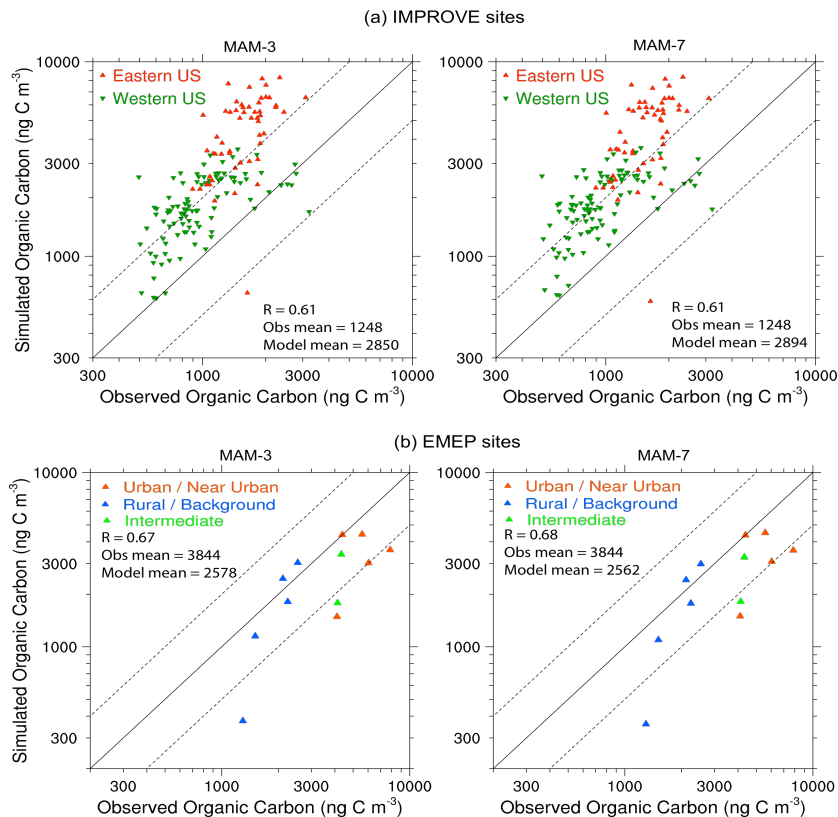 (a) IMPROVE sites
MAM-3
MAM-7
Simulated Organic Carbon (ng C m-3)
10000
3000
1000
300
Eastern US
Western US
R = 0.61
Obs mean = 1248
Model mean = 2850
300
1000
3000
10000
Observed Organic Carbon (ng C m-3)
10000
3000
1000
300
Eastern US
Western US
R = 0.61
Obs mean = 1248
Model mean = 2894
300
1000
3000
10000
Observed Organic Carbon (ng C m-3)
(b) EMEP sites
MAM-3
MAM-7
Simulated Organic Carbon (ng C m-3)
10000
3000
1000
300
Urban / Near Urban
Rural / Background
Intermediate
R = 0.67
Obs mean = 3844
Model mean = 2578
300
1000
3000
10000
Observed Organic Carbon (ng C m-3)
10000
3000
1000
300
Urban / Near Urban
Rural / Background
Intermediate
R = 0.68
Obs mean = 3844
Model mean = 2562
300
1000
3000
10000
Observed Organic Carbon (ng C m-3)